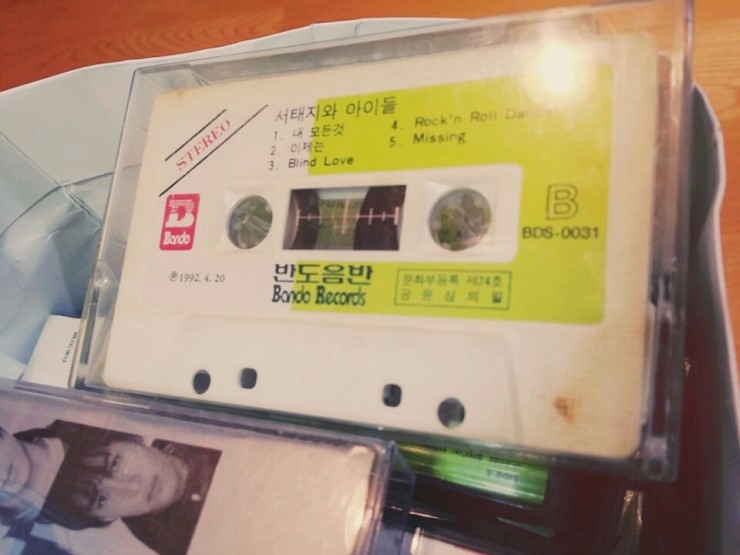 STEREO
서태지와 아이들
1. 내 모든것
2. 이제는
3. Blind Love
4. Rock'n Roll Dance
5. Missing
Bando
B
BDS-0031
℗ 1992. 4. 20
반도음반
Bando Records
문화부등록 제74호
공윤심의필